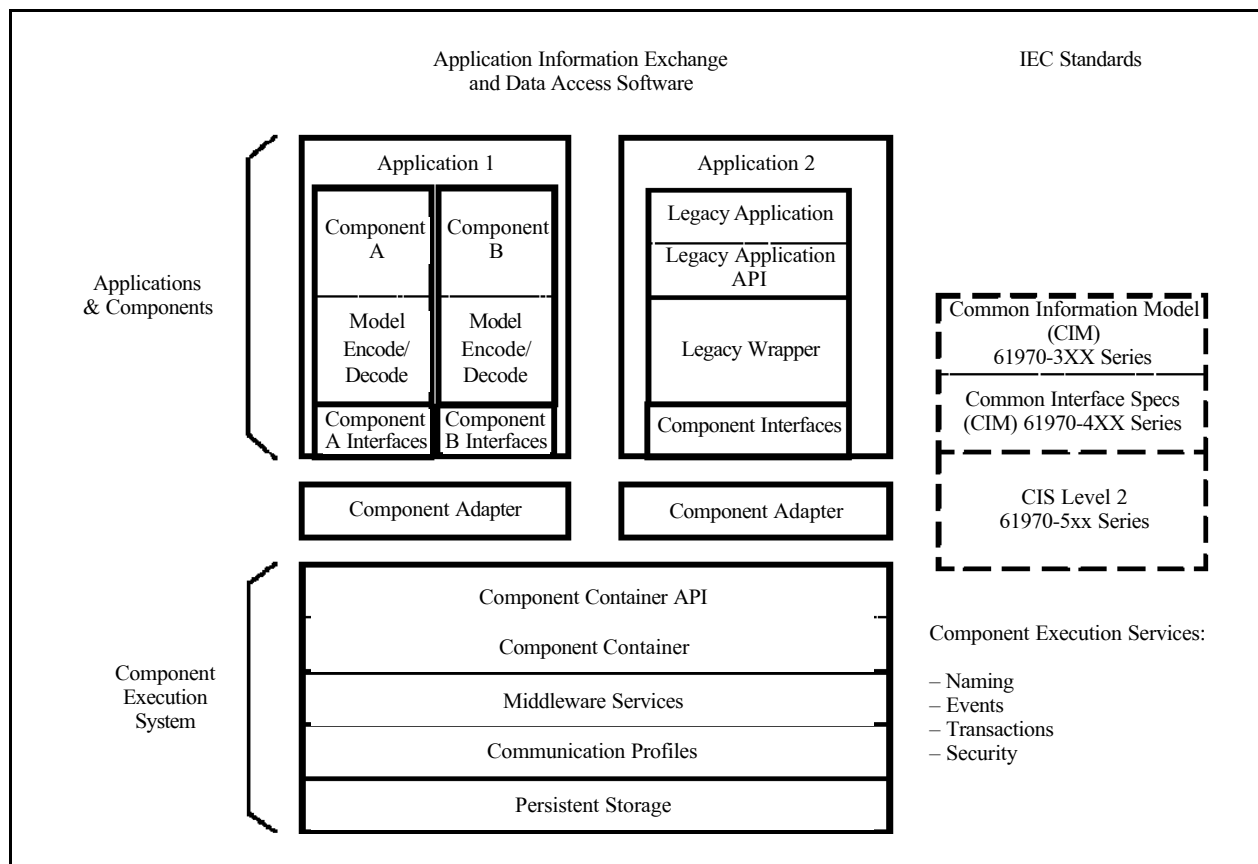 Application Information Exchange
and Data Access Software
IEC Standards
Applications
& Components
Application 1
Component
A
Model
Encode/
Decode
Component
A Interfaces
Component
B
Model
Encode/
Decode
Component
B Interfaces
Application 2
Legacy Application
Legacy Application
API
Legacy Wrapper
Component Interfaces
Common Information Model
(CIM)
61970-3XX Series
Common Interface Specs
(CIM) 61970-4XX Series
CIS Level 2
61970-5xx Series
Component Adapter
Component Adapter
Component
Execution
System
Component Container API
Component Container
Middleware Services
Communication Profiles
Persistent Storage
Component Execution Services:
– Naming
– Events
– Transactions
– Security